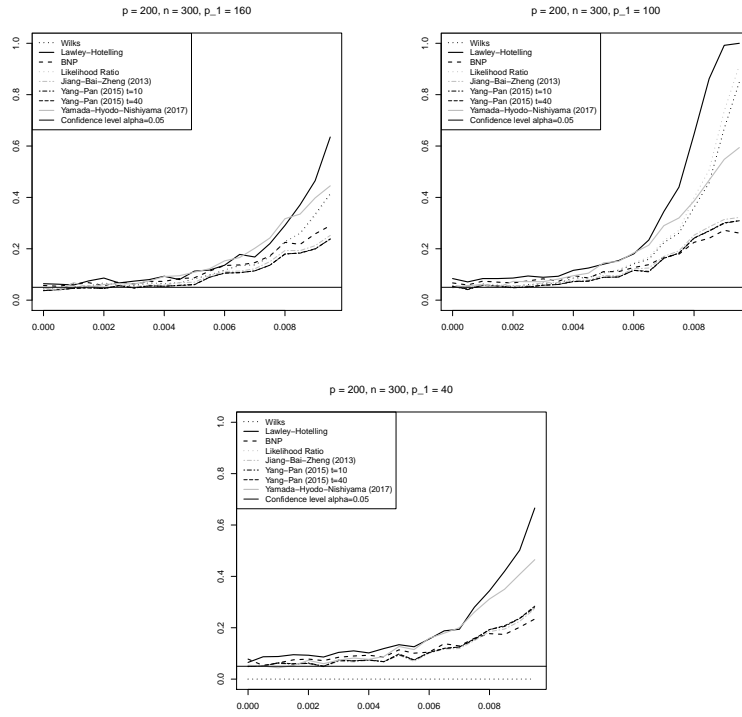 p = 200, n = 300, p_1 = 160
1.0
0.8
0.6
0.4
0.2
0.0
Wilks
Lawley−Hotelling
BNP
Likelihood Ratio
Jiang−Bai−Zheng (2013)
Yang−Pan (2015) t=10
Yang−Pan (2015) t=40
Yamada−Hyodo−Nishiyama (2017)
Confidence level alpha=0.05
0.000 0.002 0.004 0.006 0.008
p = 200, n = 300, p_1 = 100
1.0
0.8
0.6
0.4
0.2
0.0
Wilks
Lawley−Hotelling
BNP
Likelihood Ratio
Jiang−Bai−Zheng (2013)
Yang−Pan (2015) t=10
Yang−Pan (2015) t=40
Yamada−Hyodo−Nishiyama (2017)
Confidence level alpha=0.05
0.000 0.002 0.004 0.006 0.008
p = 200, n = 300, p_1 = 40
1.0
0.8
0.6
0.4
0.2
0.0
Wilks
Lawley−Hotelling
BNP
Likelihood Ratio
Jiang−Bai−Zheng (2013)
Yang−Pan (2015) t=10
Yang−Pan (2015) t=40
Yamada−Hyodo−Nishiyama (2017)
Confidence level alpha=0.05
0.000 0.002 0.004 0.006 0.008